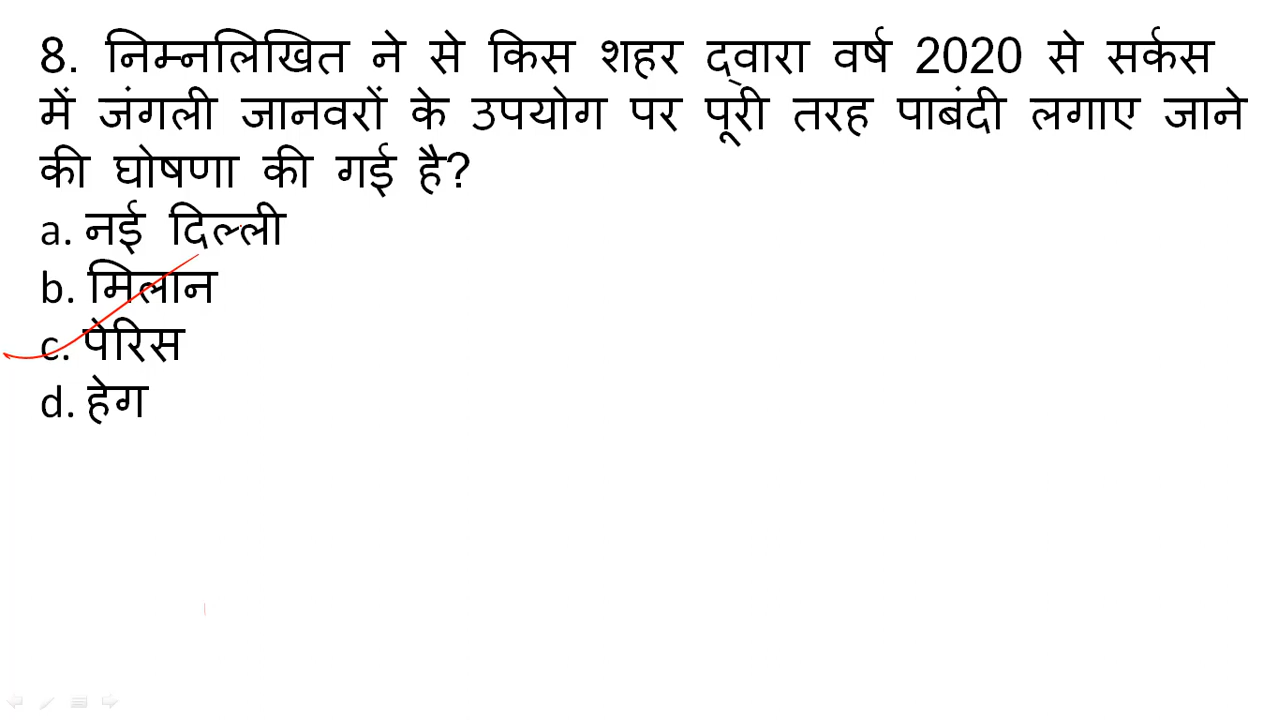 8. निम्नलिखित ने से किस शहर द्वारा वर्ष 2020 से सर्कस
में जंगली जानवरों के उपयोग पर पूरी तरह पाबंदी लगाए जाने
की घोषणा की गई है?
a. नई दिल्ली
b. मिलान
c. पेरिस
d. हेग